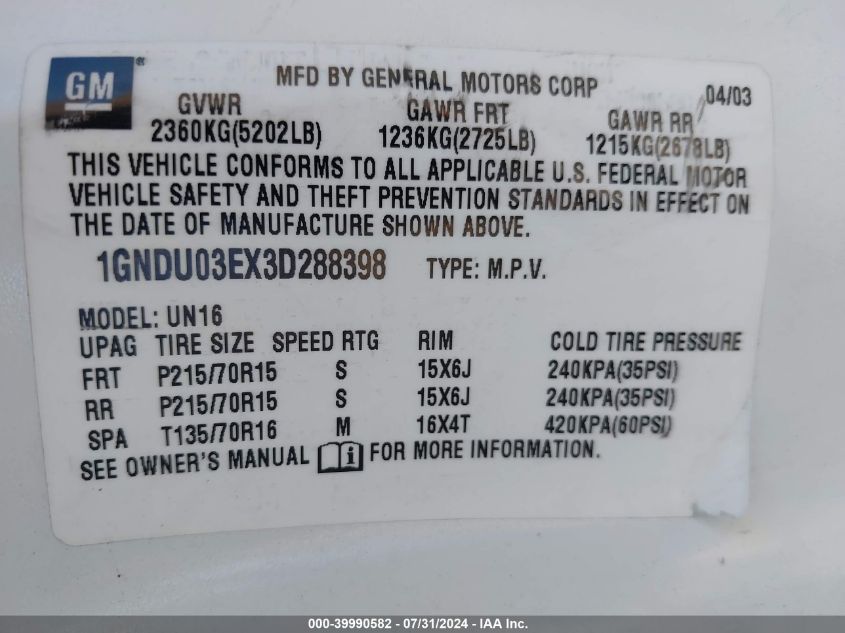 GM ®
MFD BY GENERAL MOTORS CORP 04/03
GVWR GAWR FRT GAWR RR
2360KG(5202LB) 1236KG(2725LB) 1215KG(2678LB)
THIS VEHICLE CONFORMS TO ALL APPLICABLE U.S. FEDERAL MOTOR
VEHICLE SAFETY AND THEFT PREVENTION STANDARDS IN EFFECT ON
THE DATE OF MANUFACTURE SHOWN ABOVE.
1GNDU03EX3D288398 TYPE: M.P.V.
MODEL: UN16
UPAG TIRE SIZE SPEED RTG RIM COLD TIRE PRESSURE
FRT P215/70R15 S 15X6J 240KPA(35PSI)
RR P215/70R15 S 15X6J 240KPA(35PSI)
SPA T135/70R16 M 16X4T 420KPA(60PSI)
SEE OWNER'S MANUAL i FOR MORE INFORMATION.
000-39990582 / 07/31/2024 - IAA Inc.